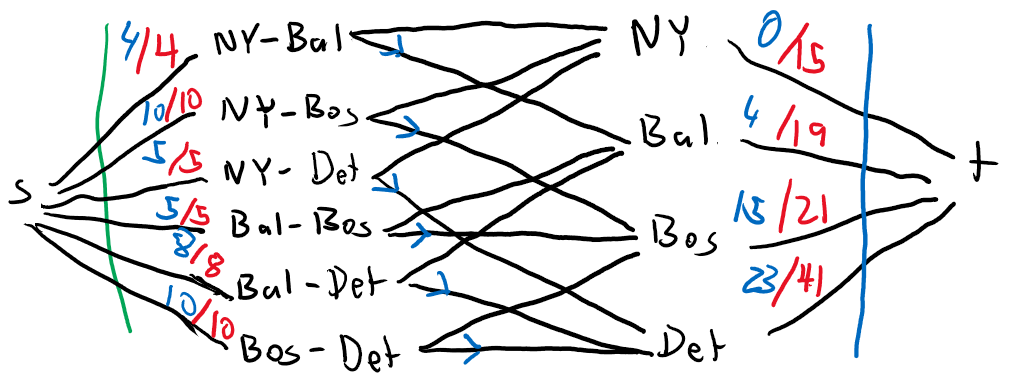 4/4 NY-Bal NY 0/15
10/10 NY-Bos Bal 4/19
5/5 NY-Det
s t
5/5 Bal-Bos Bos 15/21
8/8 Bal-Det
10/10 Bos-Det Det 23/41